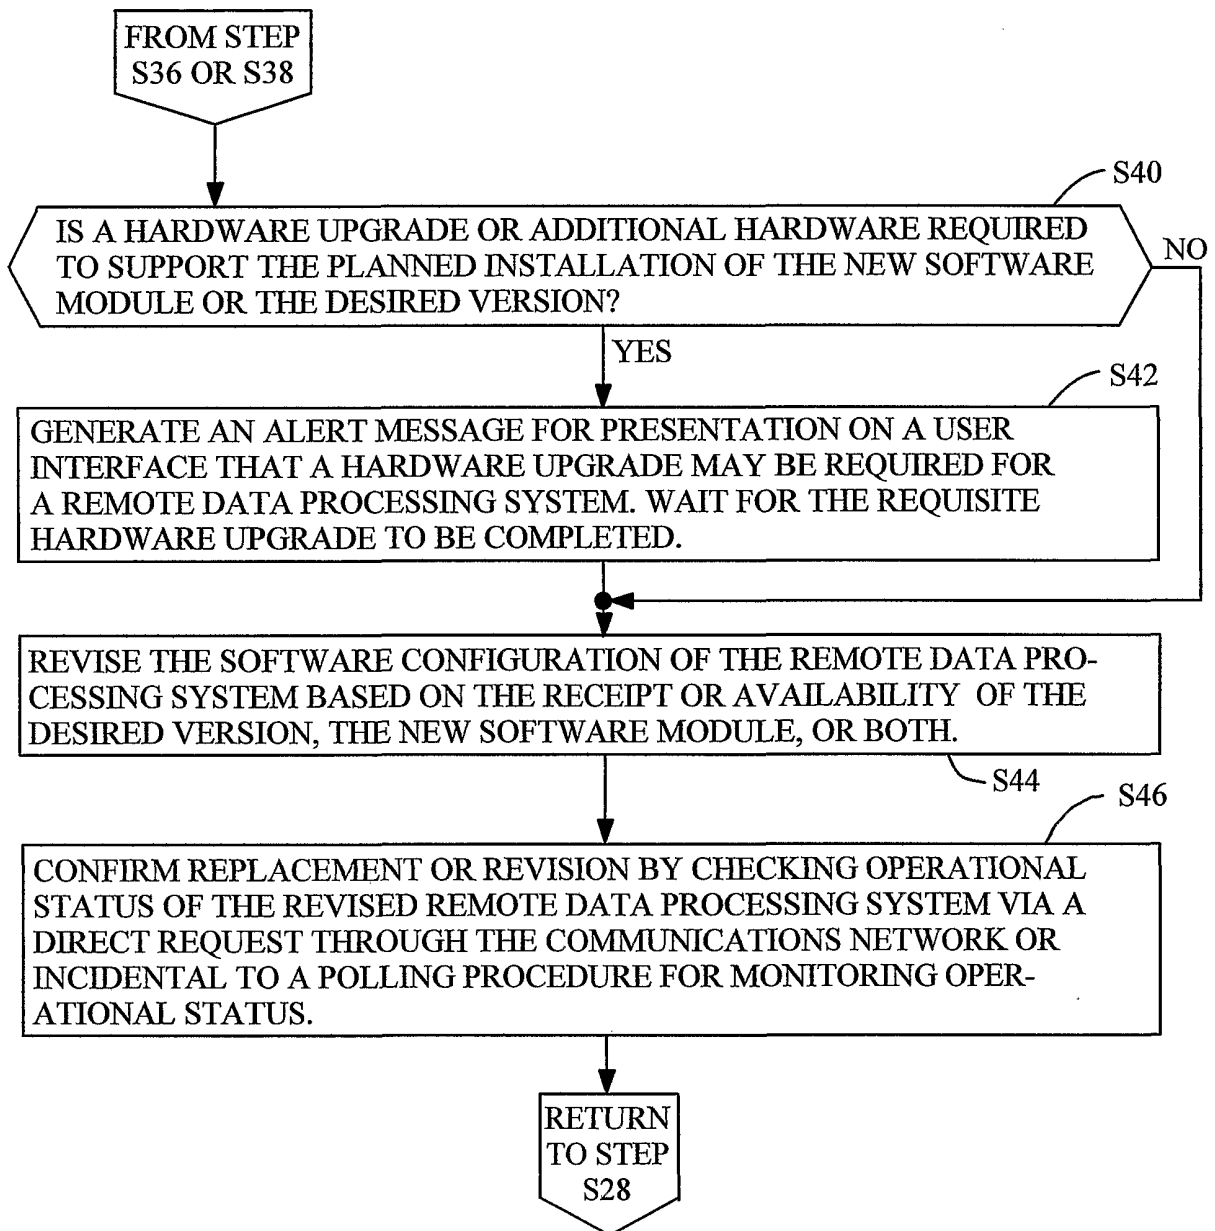 FROM STEP
S36 OR S38
S40
IS A HARDWARE UPGRADE OR ADDITIONAL HARDWARE REQUIRED
TO SUPPORT THE PLANNED INSTALLATION OF THE NEW SOFTWARE
MODULE OR THE DESIRED VERSION?
NO
YES
S42
GENERATE AN ALERT MESSAGE FOR PRESENTATION ON A USER
INTERFACE THAT A HARDWARE UPGRADE MAY BE REQUIRED FOR
A REMOTE DATA PROCESSING SYSTEM. WAIT FOR THE REQUISITE
HARDWARE UPGRADE TO BE COMPLETED.
REVISE THE SOFTWARE CONFIGURATION OF THE REMOTE DATA PRO-
CESSING SYSTEM BASED ON THE RECEIPT OR AVAILABILITY OF THE
DESIRED VERSION, THE NEW SOFTWARE MODULE, OR BOTH.
S44
S46
CONFIRM REPLACEMENT OR REVISION BY CHECKING OPERATIONAL
STATUS OF THE REVISED REMOTE DATA PROCESSING SYSTEM VIA A
DIRECT REQUEST THROUGH THE COMMUNICATIONS NETWORK OR
INCIDENTAL TO A POLLING PROCEDURE FOR MONITORING OPER-
ATIONAL STATUS.
RETURN
TO STEP
S28